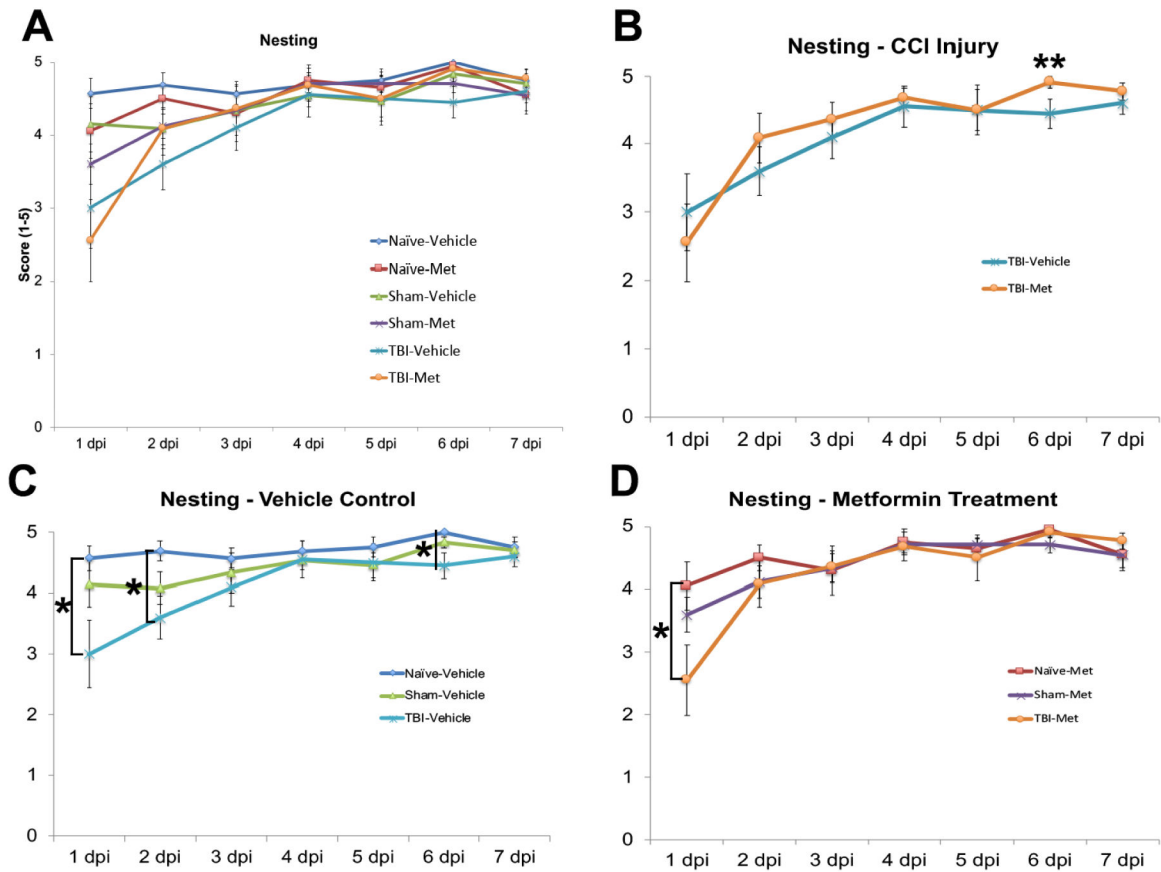 A
Nesting
Score (1-5)
5
4
3
2
1
0
1 dpi 2 dpi 3 dpi 4 dpi 5 dpi 6 dpi 7 dpi
Naïve-Vehicle
Naïve-Met
Sham-Vehicle
Sham-Met
TBI-Vehicle
TBI-Met
B
Nesting - CCI Injury
**
5
4
3
2
1
0
1 dpi 2 dpi 3 dpi 4 dpi 5 dpi 6 dpi 7 dpi
TBI-Vehicle
TBI-Met
C
Nesting - Vehicle Control
5
4
3
2
1
0
* * *
1 dpi 2 dpi 3 dpi 4 dpi 5 dpi 6 dpi 7 dpi
Naïve-Vehicle
Sham-Vehicle
TBI-Vehicle
D
Nesting - Metformin Treatment
5
4
3
2
1
0
*
1 dpi 2 dpi 3 dpi 4 dpi 5 dpi 6 dpi 7 dpi
Naïve-Met
Sham-Met
TBI-Met